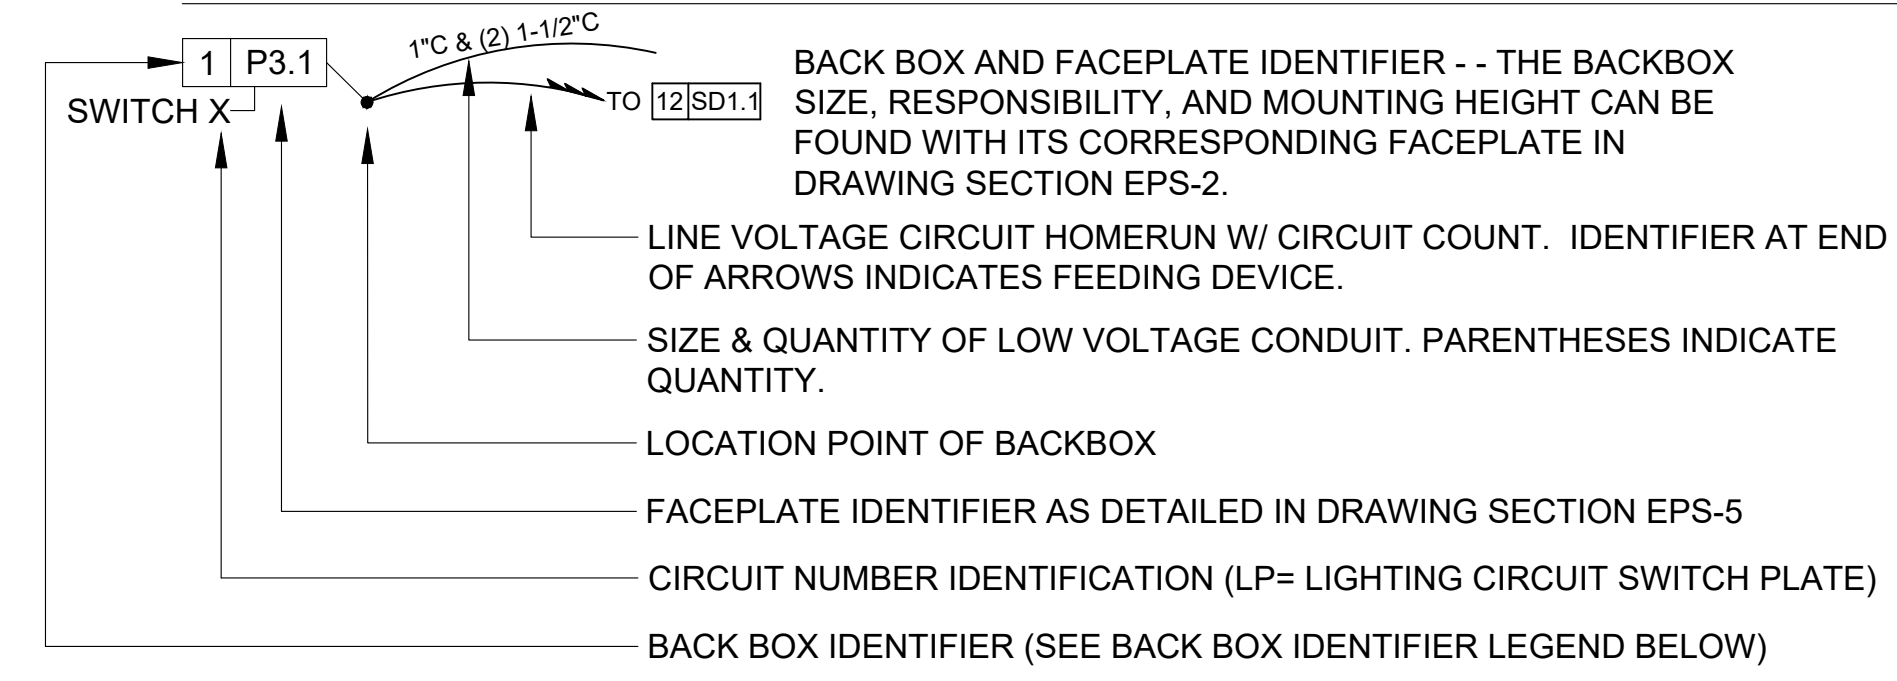 1"C & (2) 1-1/2"C
1 P3.1
SWITCH X
TO 12 SD1.1
BACK BOX AND FACEPLATE IDENTIFIER - - THE BACKBOX
SIZE, RESPONSIBILITY, AND MOUNTING HEIGHT CAN BE
FOUND WITH ITS CORRESPONDING FACEPLATE IN
DRAWING SECTION EPS-2.
LINE VOLTAGE CIRCUIT HOMERUN W/ CIRCUIT COUNT. IDENTIFIER AT END
OF ARROWS INDICATES FEEDING DEVICE.
SIZE & QUANTITY OF LOW VOLTAGE CONDUIT. PARENTHESES INDICATE
QUANTITY.
LOCATION POINT OF BACKBOX
FACEPLATE IDENTIFIER AS DETAILED IN DRAWING SECTION EPS-5
CIRCUIT NUMBER IDENTIFICATION (LP= LIGHTING CIRCUIT SWITCH PLATE)
BACK BOX IDENTIFIER (SEE BACK BOX IDENTIFIER LEGEND BELOW)